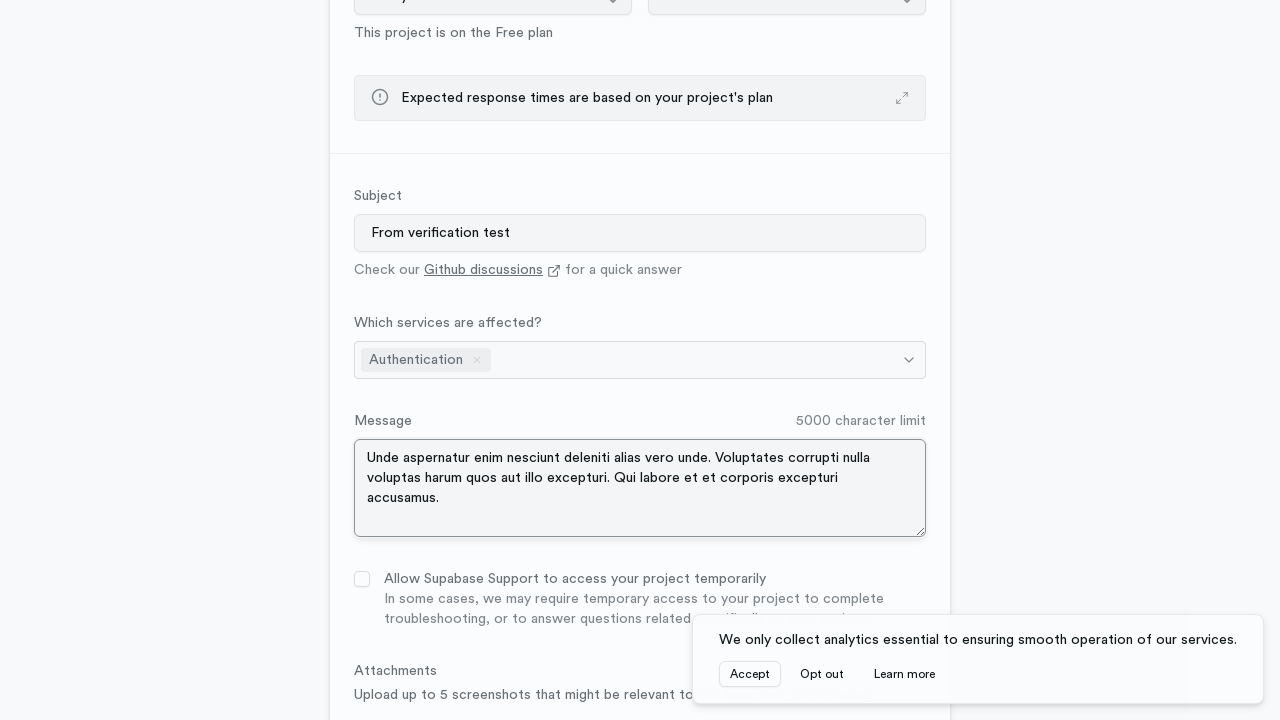 This project is on the Free plan
Expected response times are based on your project's plan
Subject
From verification test
Check our Github discussions for a quick answer
Which services are affected?
Authentication
Message
5000 character limit
Unde aspernatur enim nesciunt deleniti alias vero unde. Voluptates corrupti nulla
voluptas harum quos aut illo excepturi. Qui labore et et corporis excepturi
accusamus.
Allow Supabase Support to access your project temporarily
In some cases, we may require temporary access to your project to complete
troubleshooting, or to answer questions related
We only collect analytics essential to ensuring smooth operation of our services.
Accept
Opt out
Learn more
Attachments
Upload up to 5 screenshots that might be relevant to